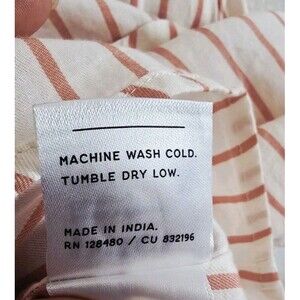 MACHINE WASH COLD.
TUMBLE DRY LOW.
MADE IN INDIA.
RN 128480 / CU 832196